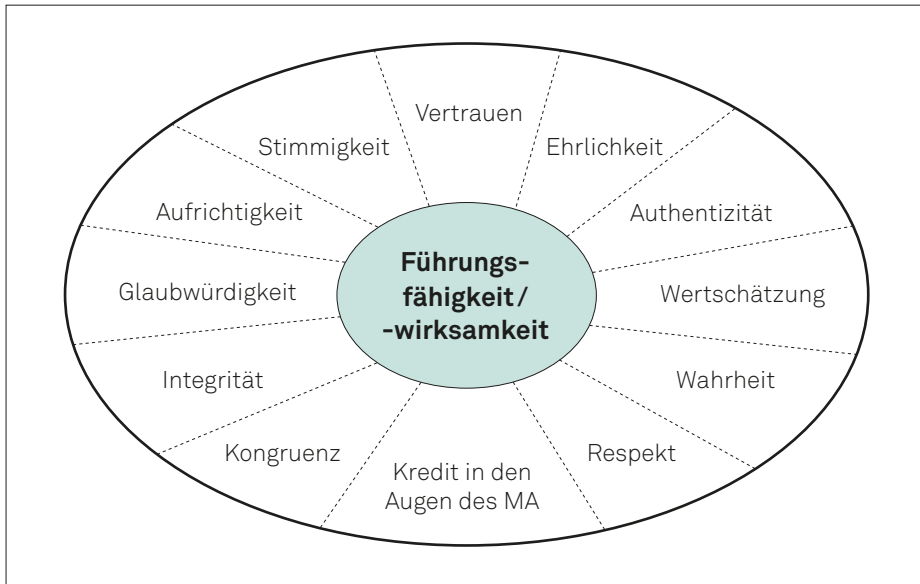 Vertrauen
Ehrlichkeit
Authentizität
Wertschätzung
Wahrheit
Respekt
Kredit in den
Augen des MA
Kongruenz
Integrität
Glaubwürdigkeit
Aufrichtigkeit
Stimmigkeit
Führungs-
fähigkeit/
-wirksamkeit